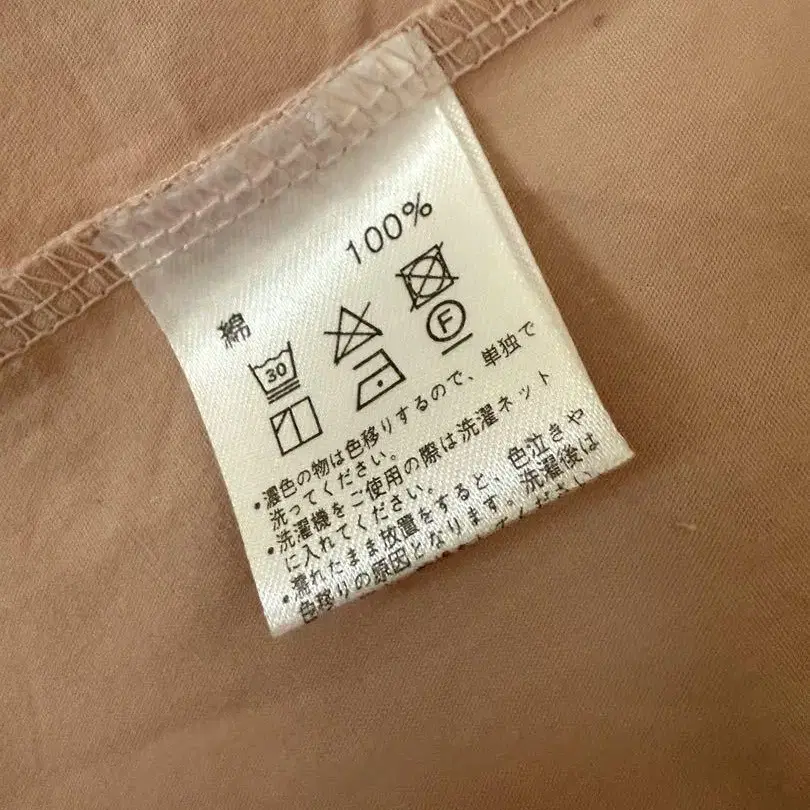 綿 100%
30
F
・濃色の物は色移りするので、単独で
洗ってください。
・洗濯機をご使用の際は洗濯ネット
に入れてください。
・濡れたまま放置をすると、色泣きや
色移りの原因となります。洗濯後は
ください